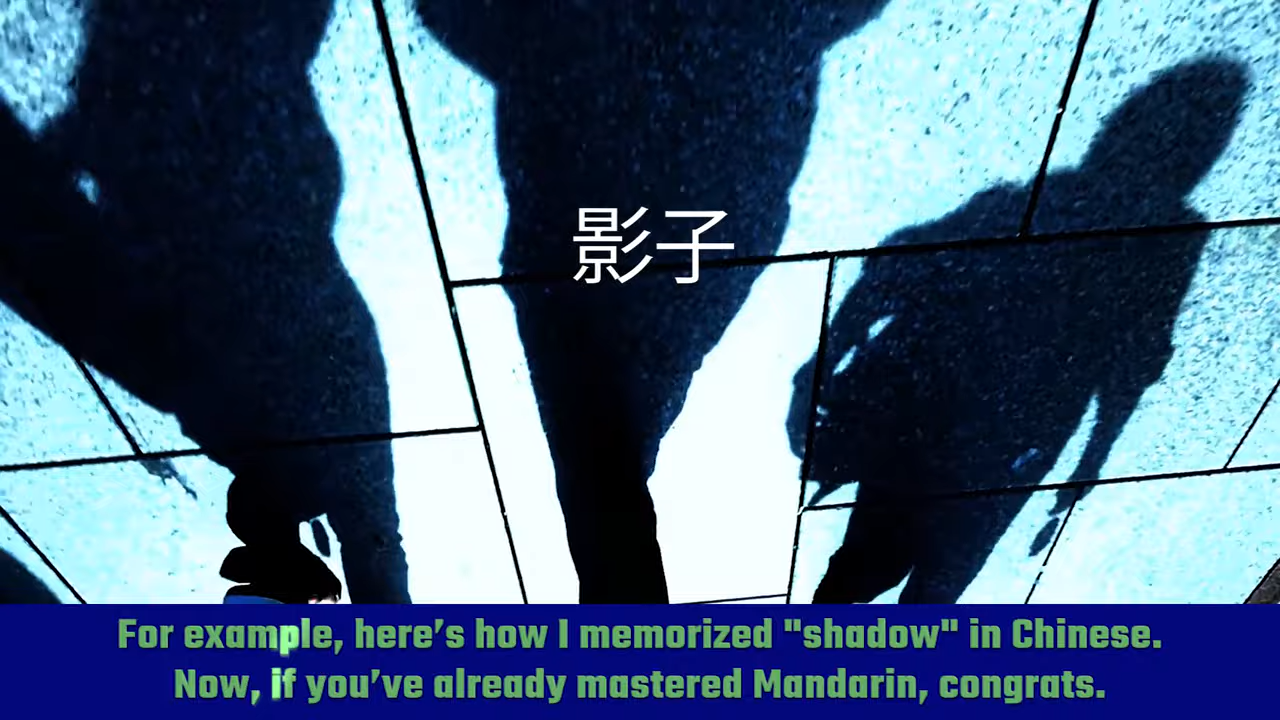 影子
For example, here’s how I memorized "shadow" in Chinese.
Now, if you’ve already mastered Mandarin, congrats.